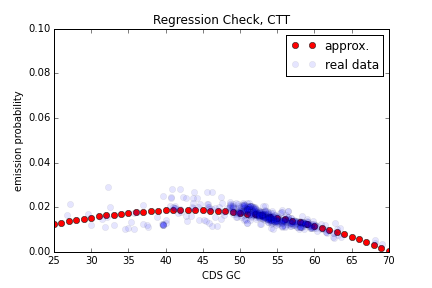 Regression Check, CTT
0.10
0.08
0.06
0.04
0.02
0.00
emission probability
approx.
real data
25 30 35 40 45 50 55 60 65 70
CDS GC